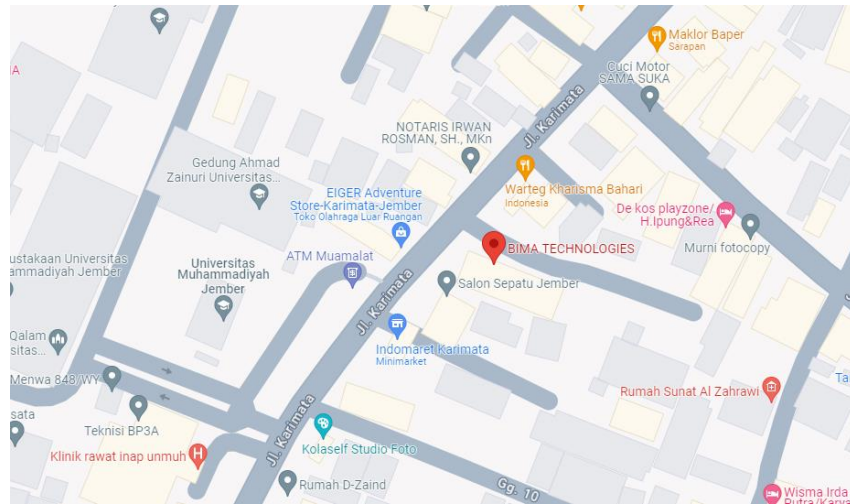 Maklor Baper
Sarapan
Cuci Motor
SAMA SUKA
Jl. Karimata
NOTARIS IRWAN
ROSMAN, SH., MKn
Gedung Ahmad
Zainuri Universitas...
EIGER Adventure
Store-Karimata-Jember
Toko Olahraga Luar Ruangan
Warteg Kharisma Bahari
Indonesia
De kos playzone/
H.Ipung&Rea
Murni fotocopy
BIMA TECHNOLOGIES
ustakaan Universitas
ammadiyah Jember
Universitas
Muhammadiyah
Jember
ATM Muamalat
Salon Sepatu Jember
Jl. Karimata
Qalam
sitas...
Indomaret Karimata
Minimarket
Menwa 848/WY
Rumah Sunat Al Zahrawi
Ta
sata
Teknisi BP3A
Klinik rawat inap unmuh
H
Kolaself Studio Foto
Jl. Karimata
Rumah D-Zaind
Gg. 10
Wisma Irda
Putra/Karya